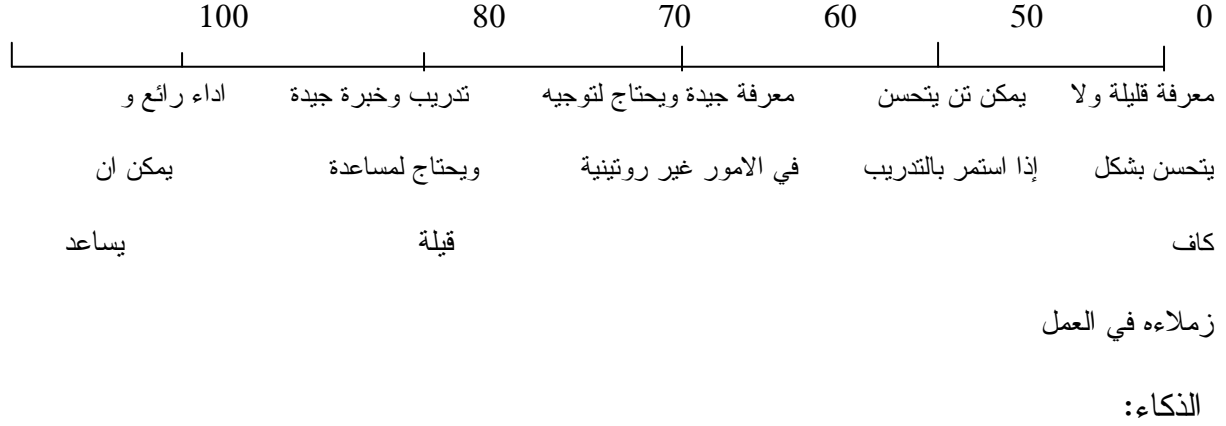 0 50 60 70 80 100
معرفة قليلة ولا يمكن تن يتحسن معرفة جيدة ويحتاج لتوجيه تدريب وخبرة جيدة اداء رائع و
يتحسن بشكل إذا استمر بالتدريب في الامور غير روتينية ويحتاج لمساعدة يمكن ان
كاف قيلة يساعد
زملاءه في العمل
الذكاء: